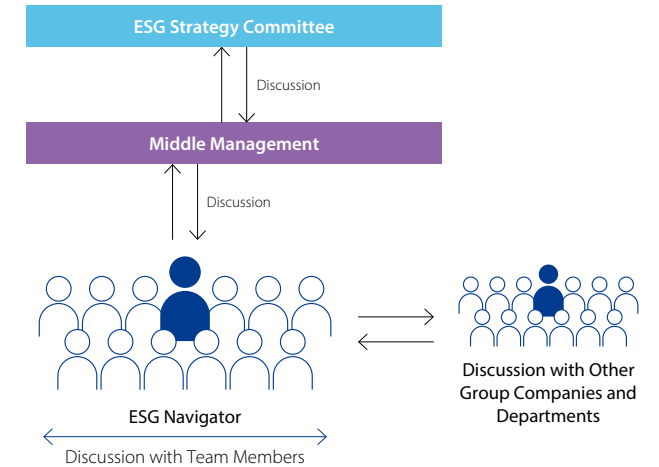 ESG Strategy Committee
Discussion
Middle Management
Discussion
ESG Navigator
Discussion with Team Members
Discussion with Other
Group Companies and
Departments